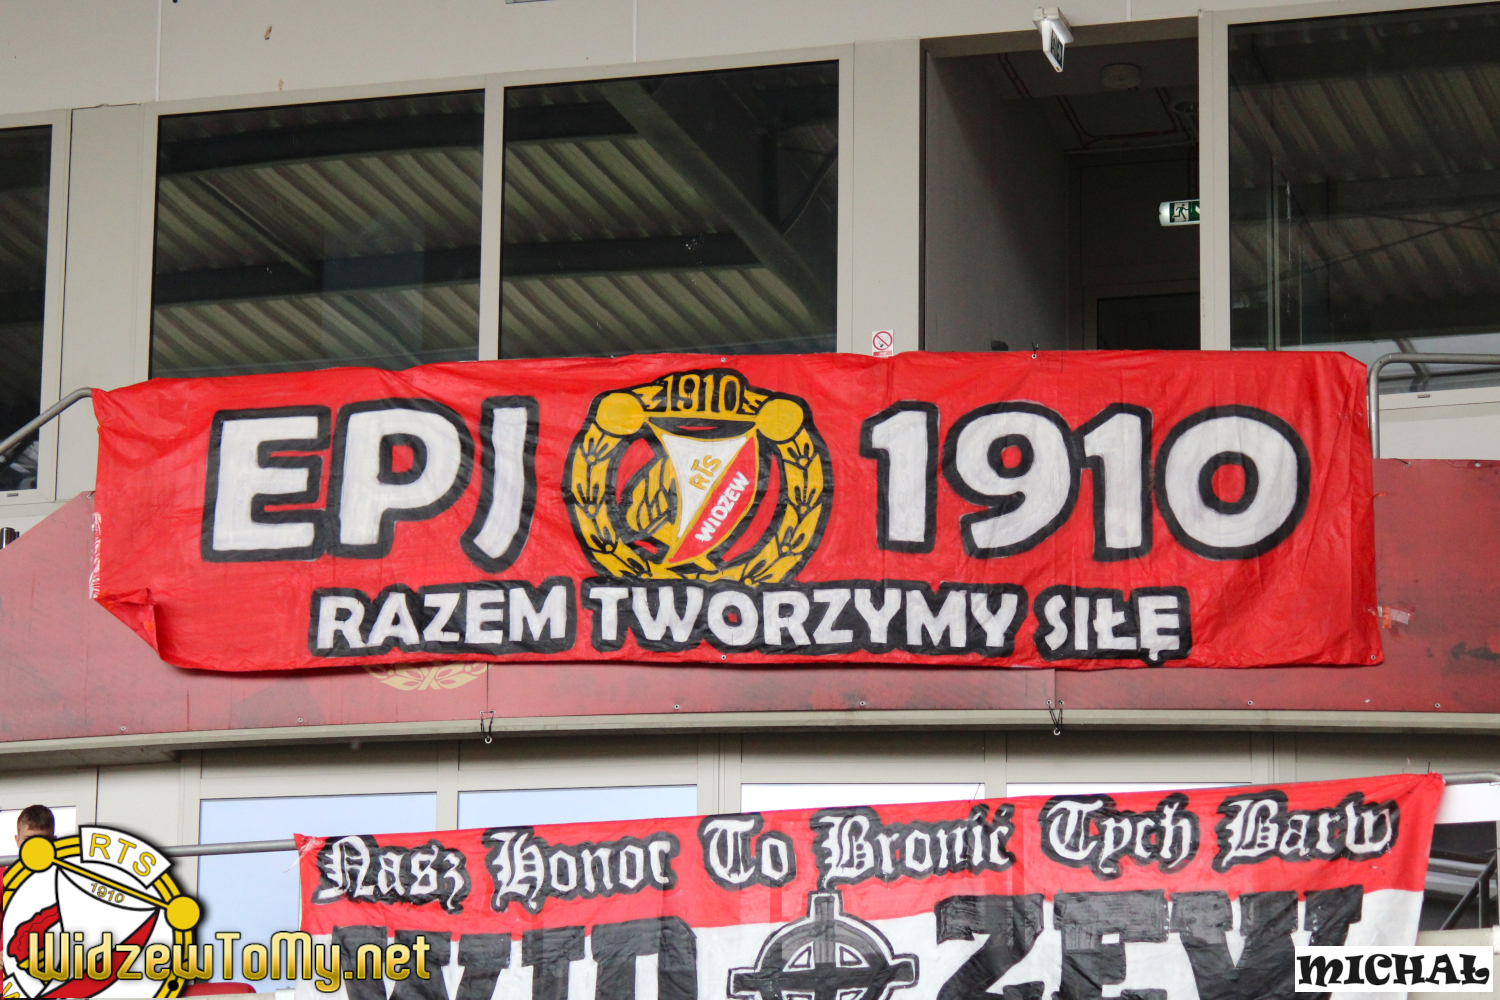 EPJ 1910 1910
RTS
WIDZEW
RAZEM TWORZYMY SIŁĘ
Nasz Honor To Bronić Tych Barw
WIDZEW
RTS
1910
WidzewToMy.net
MICHAŁ